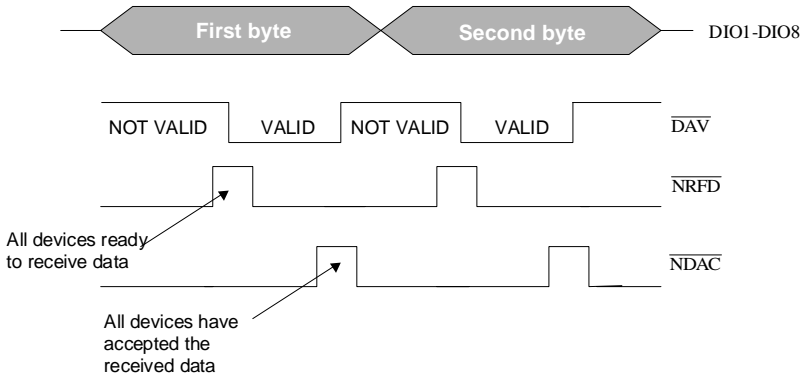 First byte
Second byte
DIO1-DIO8
NOT VALID
VALID
NOT VALID
VALID
DAV
NRFD
All devices ready
to receive data
NDAC
All devices have
accepted the
received data